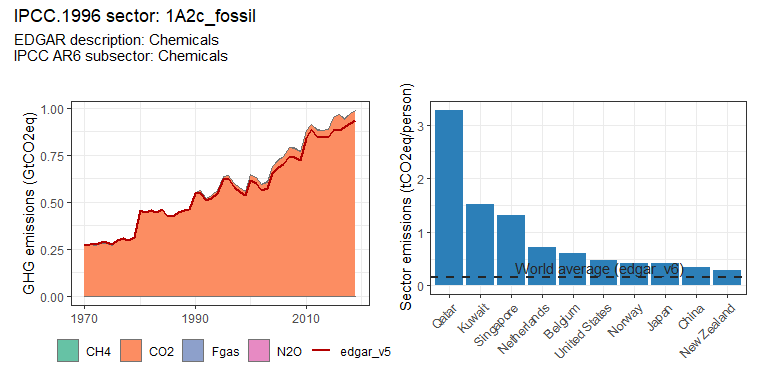 IPCC.1996 sector: 1A2c_fossil
EDGAR description: Chemicals
IPCC AR6 subsector: Chemicals
GHG emissions (GtCO2eq)
1.00
0.75
0.50
0.25
0.00
1970
1990
2010
CH4
CO2
Fgas
N2O
edgar_v5
Sector emissions (tCO2eq/person)
3
2
1
0
World average (edgar_v6)
Qatar
Kuwait
Singapore
Netherlands
Belgium
United States
Norway
Japan
China
New Zealand